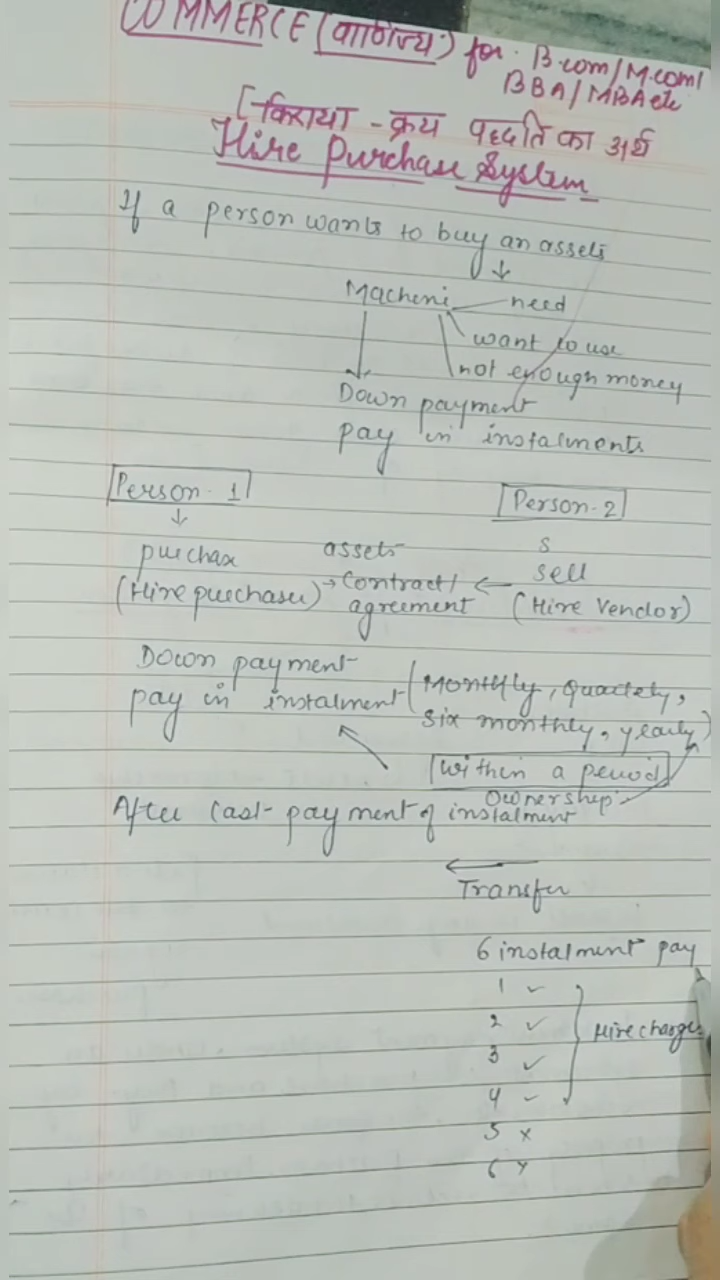 COMMERCE (वाणिज्य) for B.com/M.com/
BBA/MBA etc
[किराया - क्रय पद्धति का अर्थ
Hire Purchase System
If a person wants to buy an assets
Macheni need
want to use
not enough money
Down payment
pay in instalments
Person-1
Person-2
purchase assets s
sell
(Hire purchaser) contract/ (Hire Vendor)
agreement
Down payment
pay in instalment (Monthly, Quartely,
six monthly, yearly)
within a period
Ownership
After last payment of instalment
Transfer
6 instalment pay
1 ✓
2 ✓
3 ✓
4 ✓
Hire charges
5 ×
6 ×